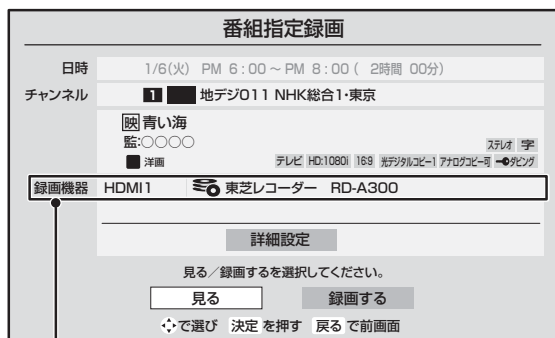 番組指定録画
日時 1/6(火) PM 6:00~PM 8:00( 2時間 00分)
チャンネル 1 地デジ011 NHK総合1・東京
映 青い海
監:○○○○
ステレオ 字
洋画 テレビ HD:1080i 16:9 光デジタルコピー1 アナログコピー可 ダビング
録画機器 HDMI1 東芝レコーダー RD-A300
詳細設定
見る/録画するを選択してください。
見る 録画する
で選び 決定 を押す 戻る で前画面